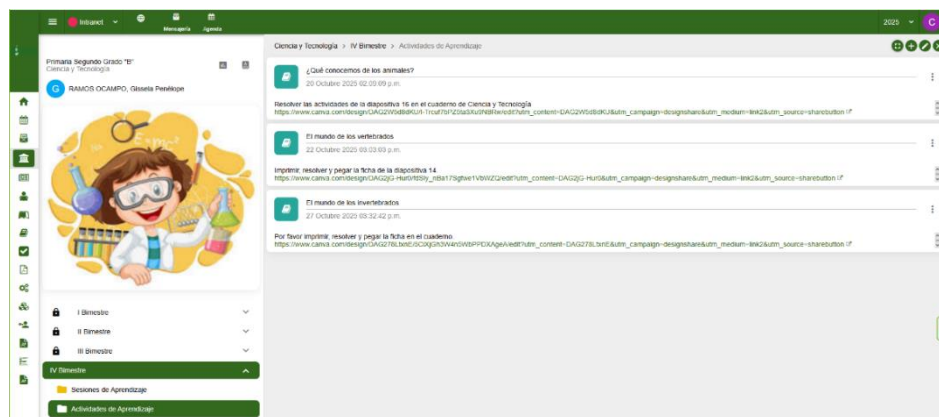 Intranet
Mensajería
Agenda
2025
C
Ciencia y Tecnología > IV Bimestre > Actividades de Aprendizaje
Primaria Segundo Grado "B"
Ciencia y Tecnología
G RAMOS OCAMPO, Gissela Penélope
I Bimestre
II Bimestre
III Bimestre
IV Bimestre
Sesiones de Aprendizaje
Actividades de Aprendizaje
¿Qué conocemos de los animales?
20 Octubre 2025 02:09:09 p.m.
Resolver las actividades de la diapositiva 16 en el cuaderno de Ciencia y Tecnología
El mundo de los vertebrados
22 Octubre 2025 03:03:03 p.m.
Imprimir, resolver y pegar la ficha de la diapositiva 14.
El mundo de los invertebrados
27 Octubre 2025 03:32:42 p.m.
Por favor imprimir, resolver y pegar la ficha en el cuaderno.